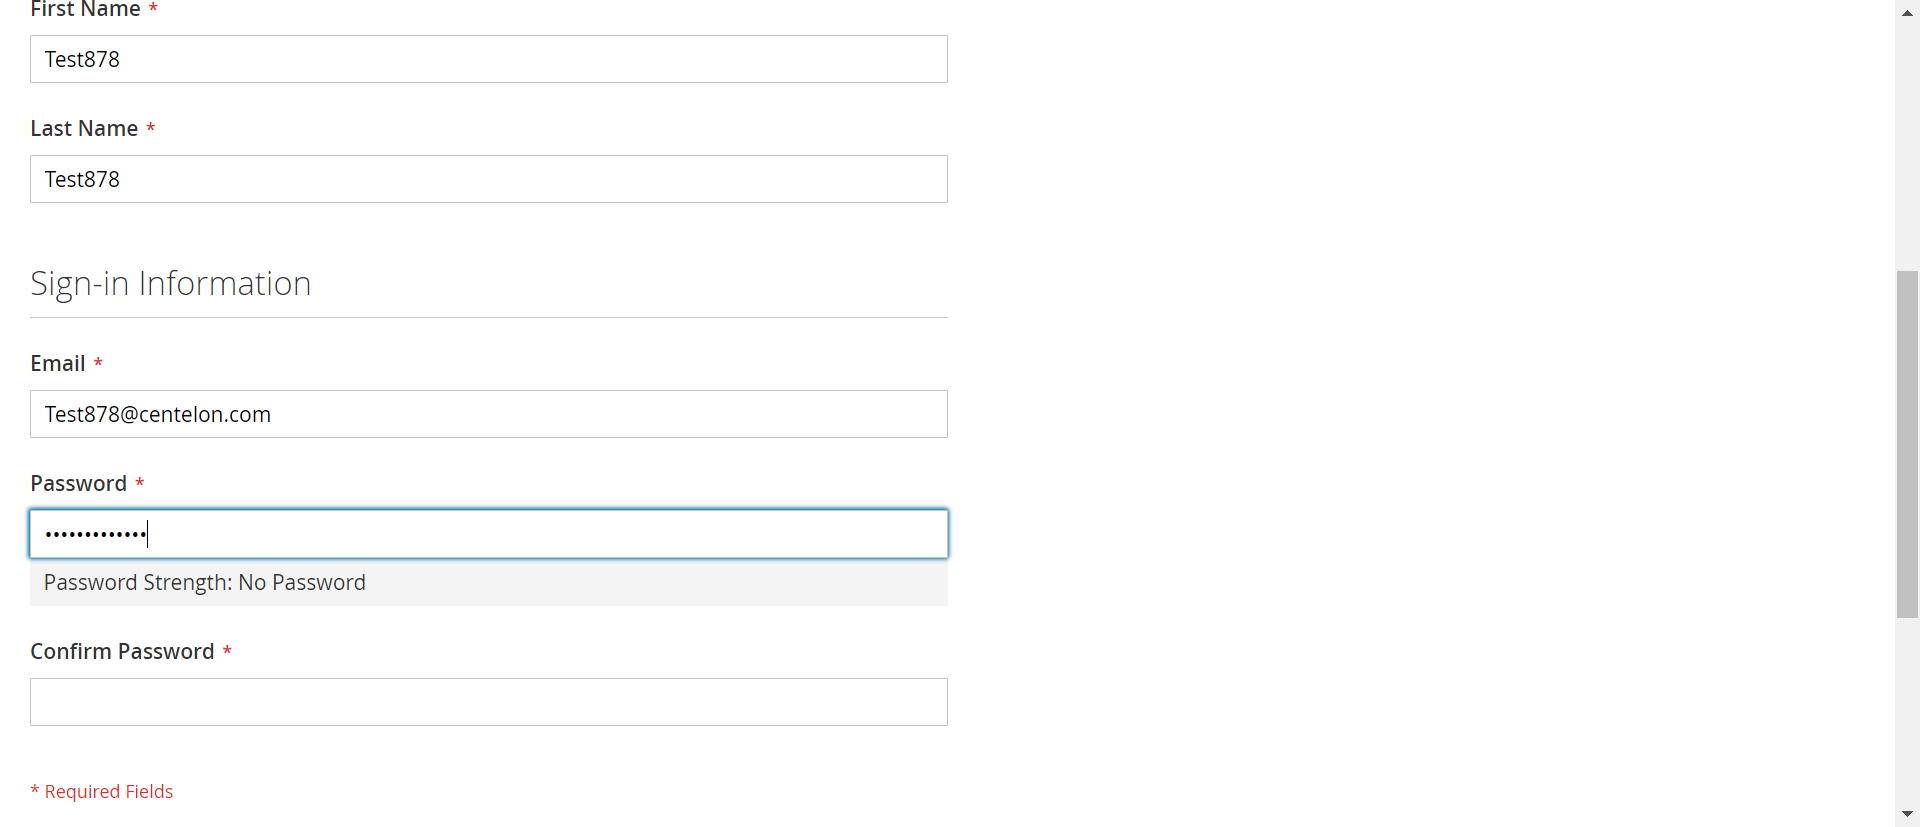 First Name *
Test878
Last Name *
Test878
Sign-in Information
Email *
Test878@centelon.com
Password *
•••••••••••••
Password Strength: No Password
Confirm Password *
* Required Fields